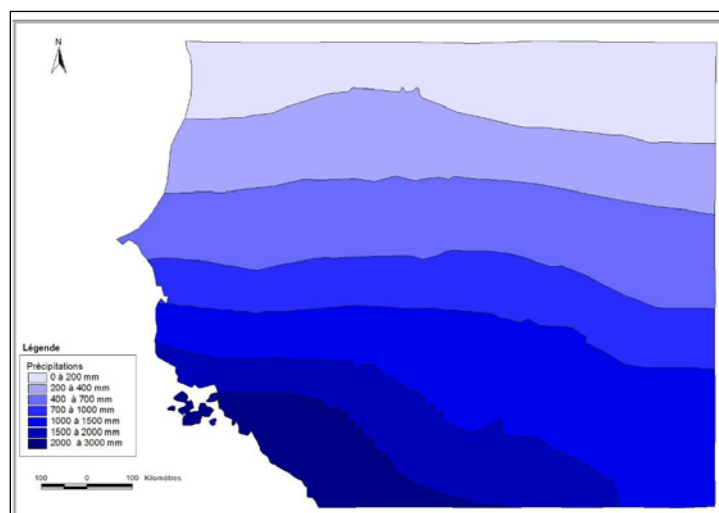 N
Légende
Précipitations
0 à 200 mm
200 à 400 mm
400 à 700 mm
700 à 1000 mm
1000 à 1500 mm
1500 à 2000 mm
2000 à 3000 mm
100 0 100 Kilomètres